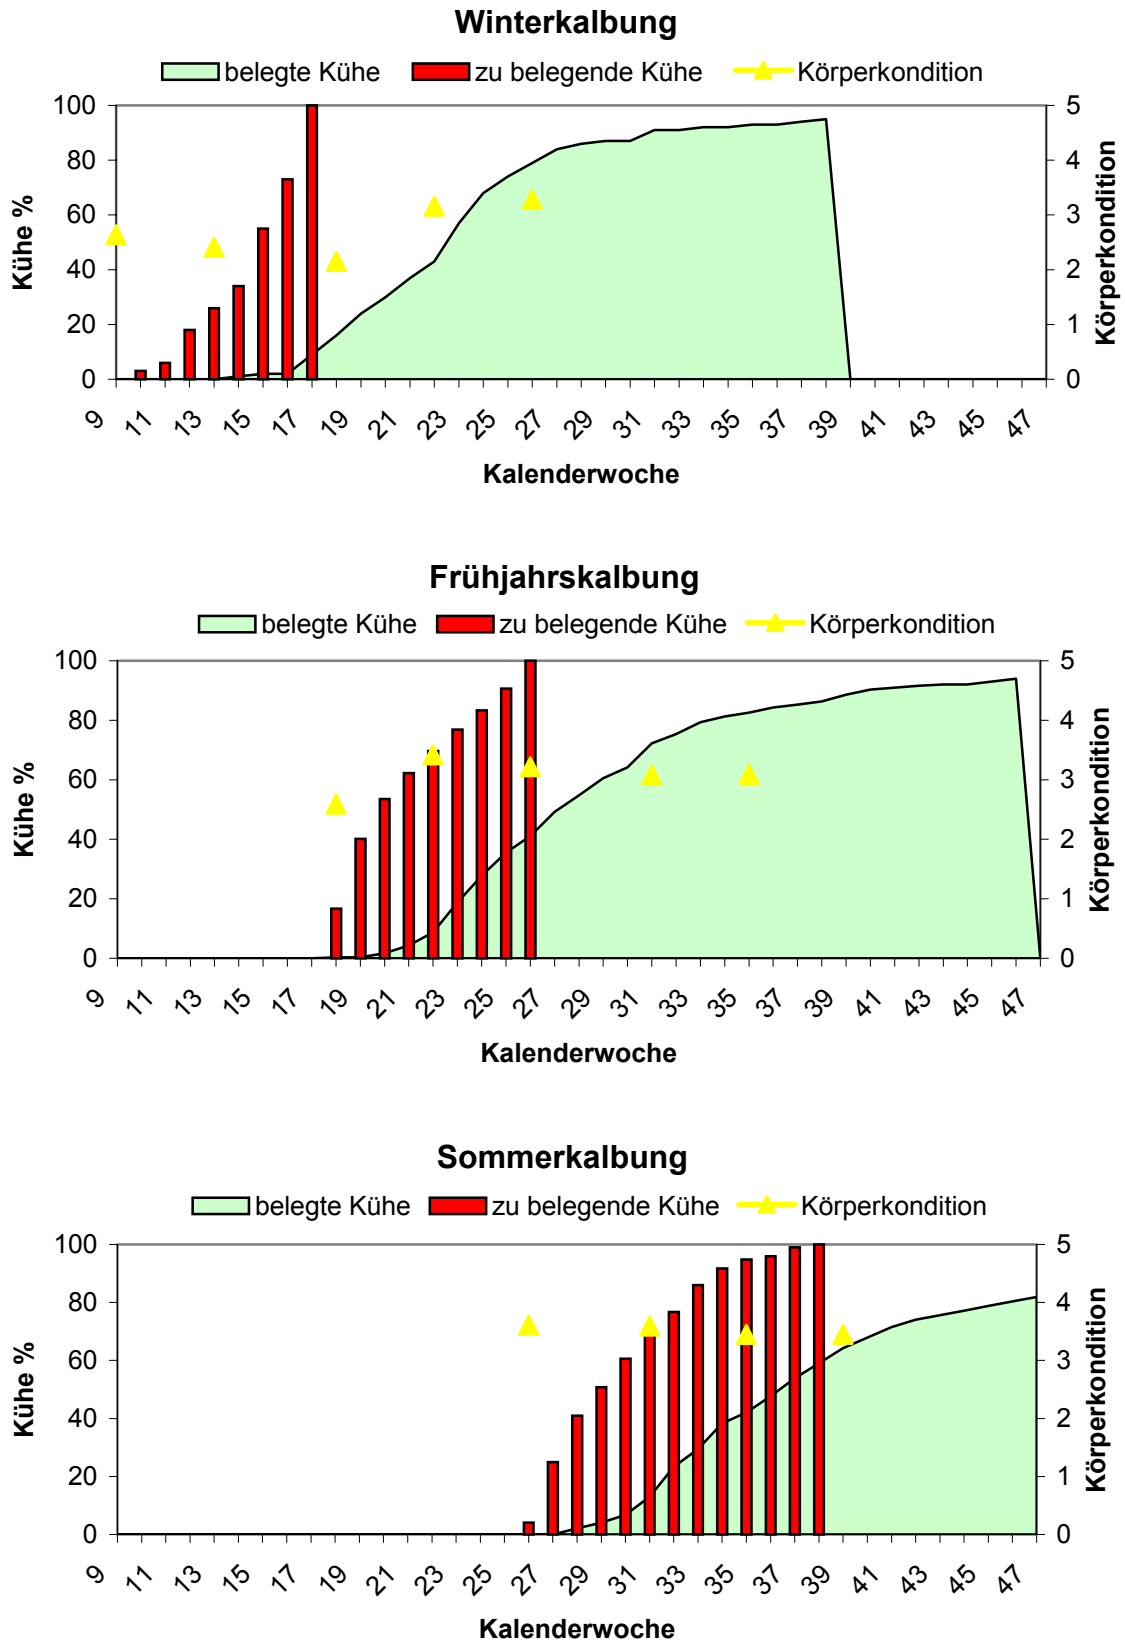 Winterkalbung
belegte Kühe zu belegende Kühe Körperkondition
100 5
80 4
60 3
40 2
20 1
0 0
Kühe %
Körperkondition
9 11 13 15 17 19 21 23 25 27 29 31 33 35 37 39 41 43 45 47
Kalenderwoche
Frühjahrskalbung
belegte Kühe zu belegende Kühe Körperkondition
100 5
80 4
60 3
40 2
20 1
0 0
Kühe %
Körperkondition
9 11 13 15 17 19 21 23 25 27 29 31 33 35 37 39 41 43 45 47
Kalenderwoche
Sommerkalbung
belegte Kühe zu belegende Kühe Körperkondition
100 5
80 4
60 3
40 2
20 1
0 0
Kühe %
Körperkondition
9 11 13 15 17 19 21 23 25 27 29 31 33 35 37 39 41 43 45 47
Kalenderwoche